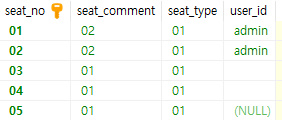 seat_no seat_comment seat_type user_id
01 02 01 admin
02 02 01 admin
03 01 01
04 01 01
05 01 01 (NULL)